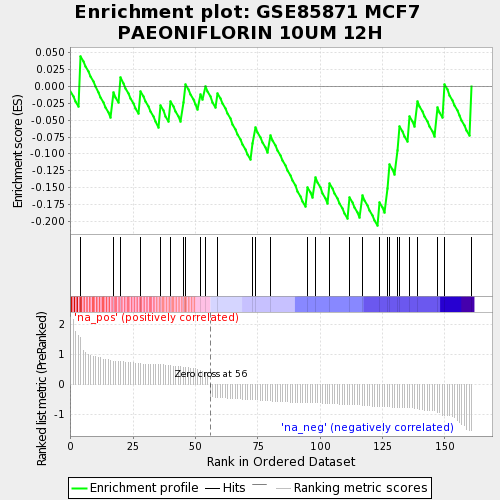 Enrichment plot: GSE85871 MCF7
PAEONIFLORIN 10UM 12H
Enrichment score (ES)
0.050
0.025
0.000
-0.025
-0.050
-0.075
-0.100
-0.125
-0.150
-0.175
-0.200
'na_pos' (positively correlated)
Ranked list metric (PreRanked)
2
1
0
-1
Zero cross at 56
'na_neg' (negatively correlated)
0 25 50 75 100 125 150
Rank in Ordered Dataset
Enrichment profile Hits Ranking metric scores